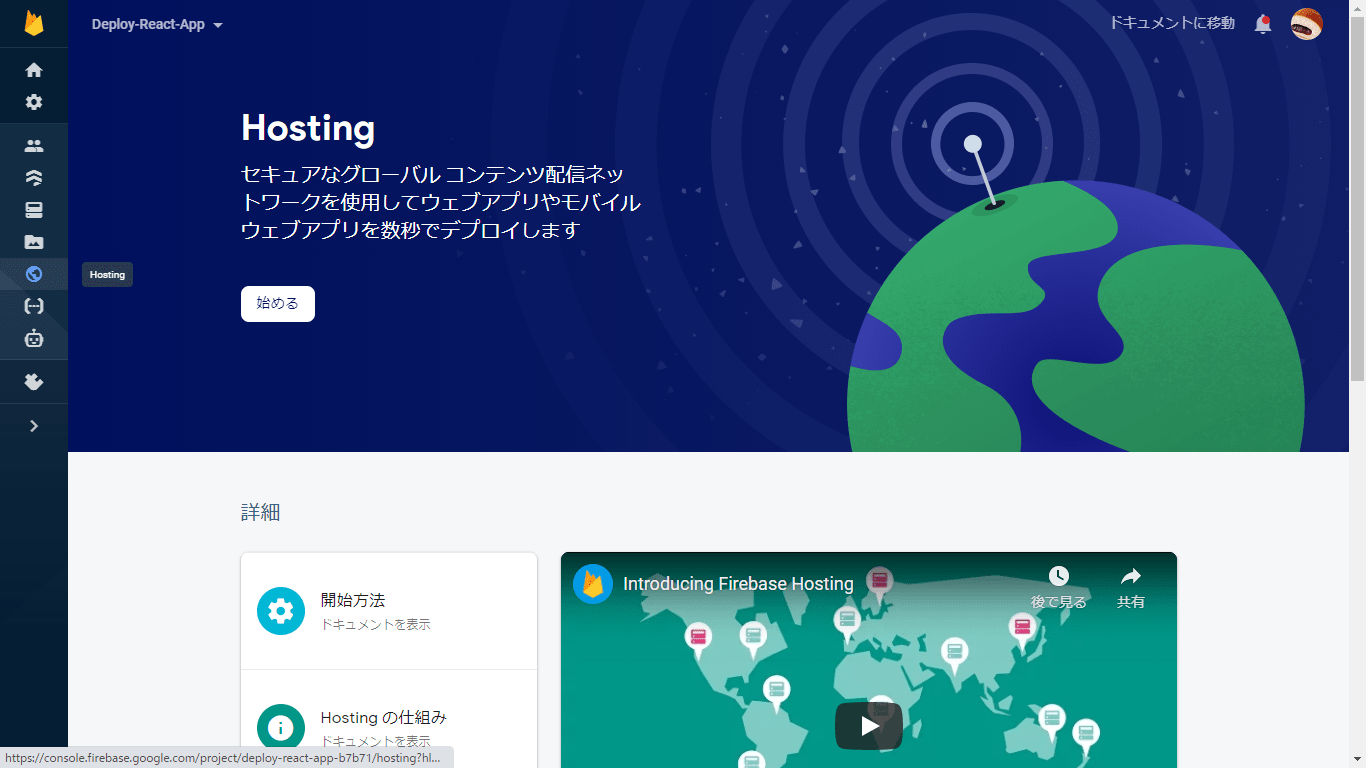 Deploy-React-App
ドキュメントに移動
Hosting
セキュアなグローバル コンテンツ配信ネッ
トワークを使用してウェブアプリやモバイル
ウェブアプリを数秒でデプロイします
Hosting
始める
詳細
開始方法
ドキュメントを表示
Introducing Firebase Hosting
後で見る
共有
Hosting の仕組み
ドキュメントを表示
https://console.firebase.google.com/project/deploy-react-app-b7b71/hosting?hl...